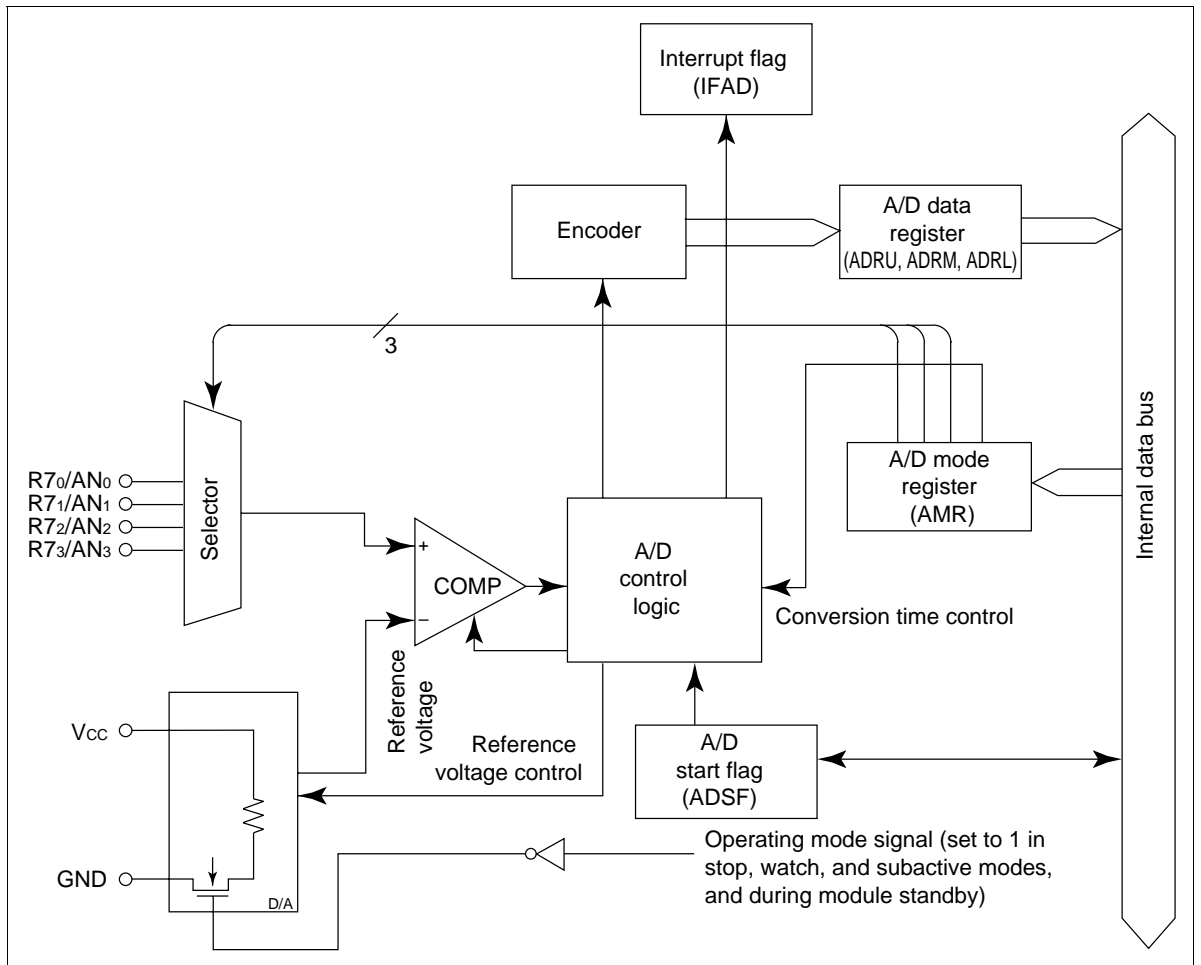 Interrupt flag
(IFAD)
Encoder
A/D data
register
(ADRU, ADRM, ADRL)
3
Internal data bus
A/D mode
register
(AMR)
R70/AN0
R71/AN1
R72/AN2
R73/AN3
Selector
+
COMP
−
A/D
control
logic
Conversion time control
Reference
voltage
VCC
Reference
voltage control
A/D
start flag
(ADSF)
GND
D/A
Operating mode signal (set to 1 in
stop, watch, and subactive modes,
and during module standby)